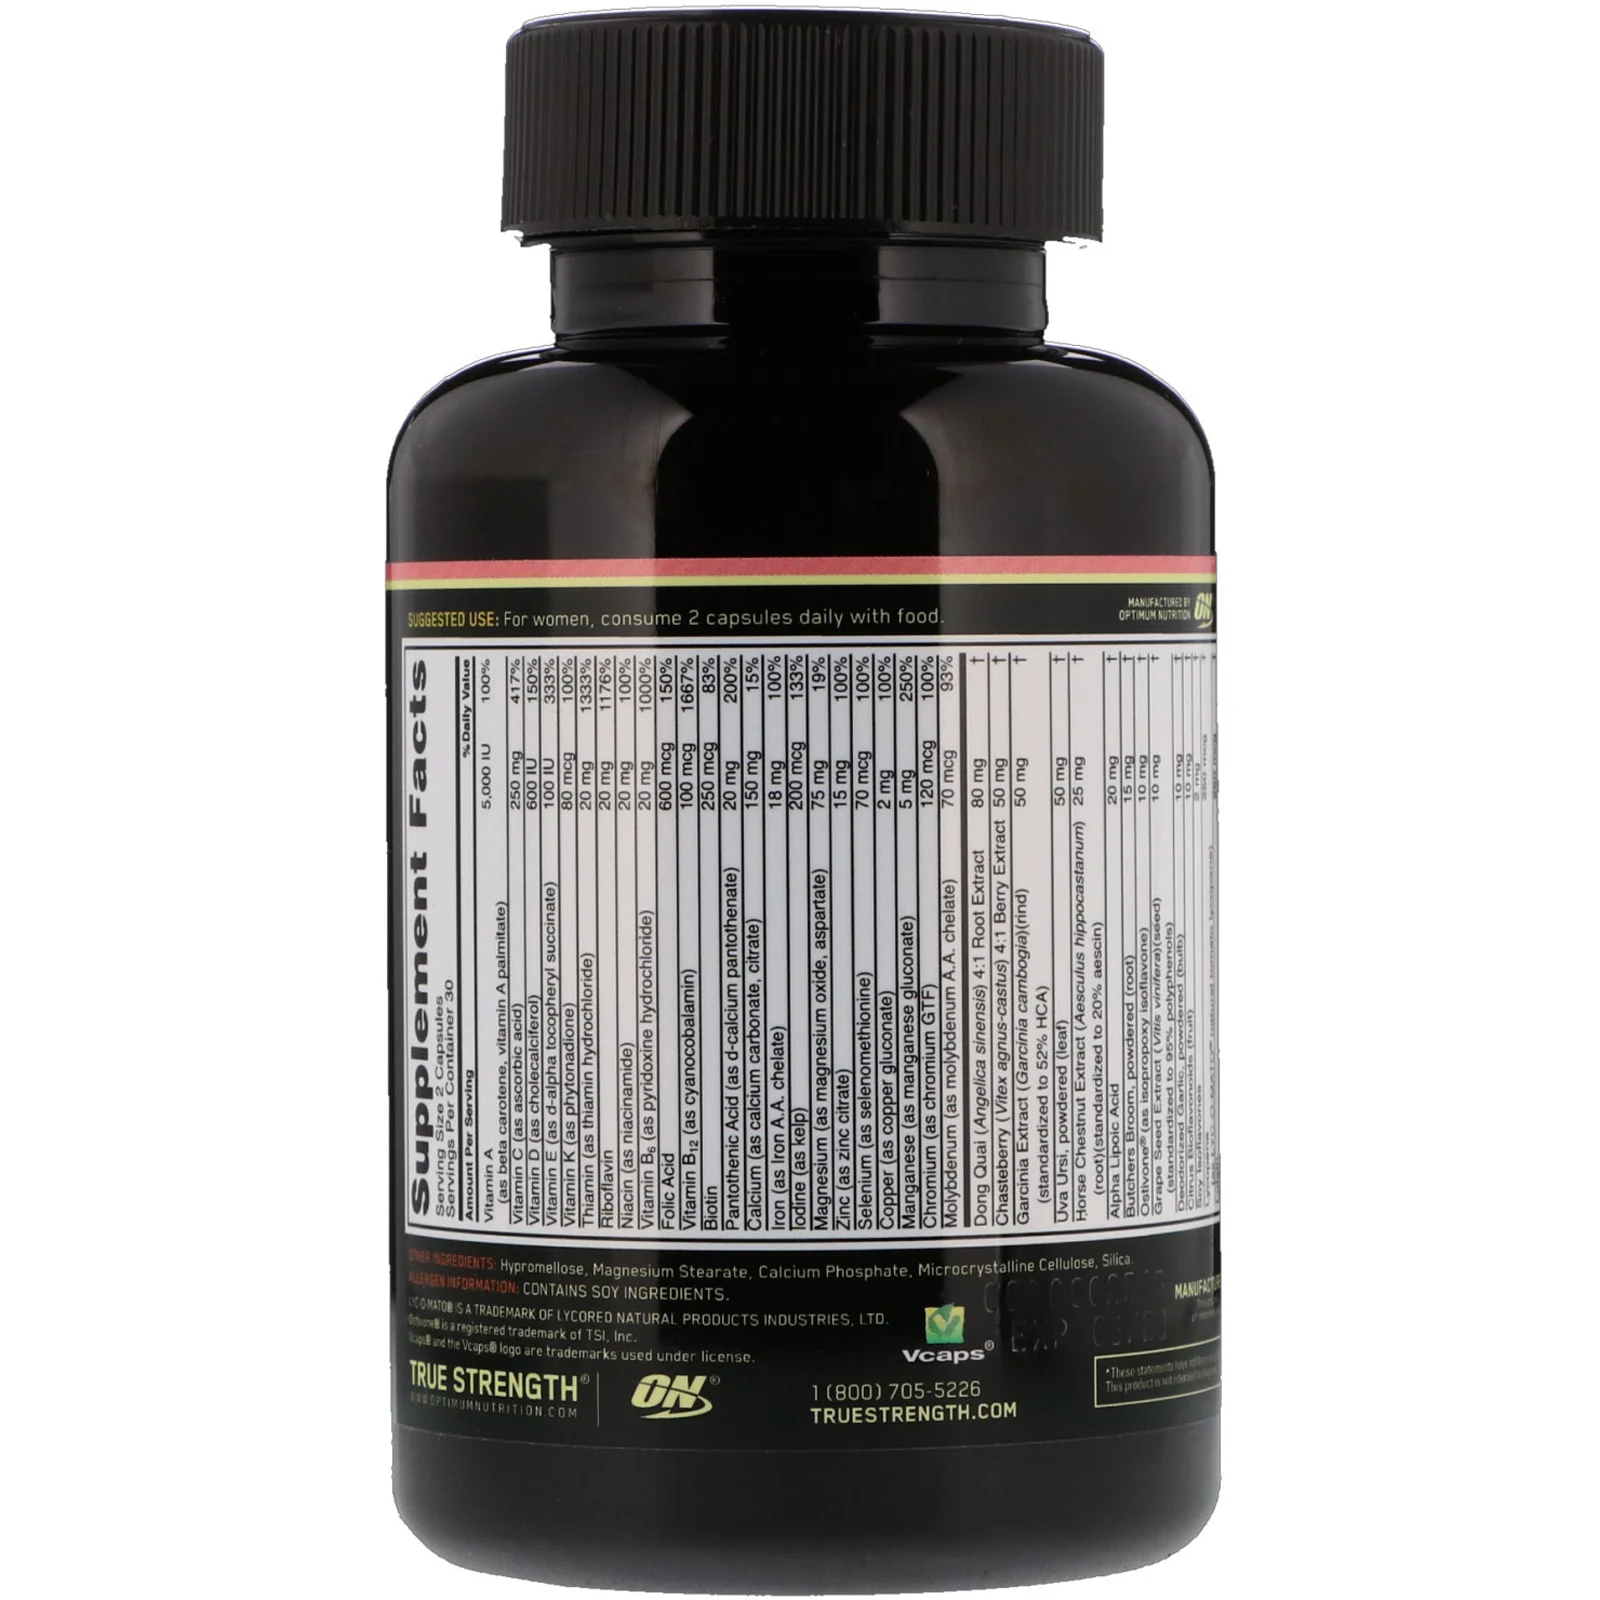 SUGGESTED USE: For women, consume 2 capsules daily with food.
MANUFACTURED BY
OPTIMUM NUTRITION
ON
Supplement Facts
Serving Size 2 Capsules
Servings Per Container 30
Amount Per Serving % Daily Value
Vitamin A 5,000 IU 100%
(as beta carotene, vitamin A palmitate)
Vitamin C (as ascorbic acid) 250 mg 417%
Vitamin D (as cholecalciferol) 600 IU 150%
Vitamin E (as d-alpha tocopheryl succinate) 100 IU 333%
Vitamin K (as phytonadione) 80 mcg 100%
Thiamin (as thiamin hydrochloride) 20 mg 1333%
Riboflavin 20 mg 1176%
Niacin (as niacinamide) 20 mg 100%
Vitamin B6 (as pyridoxine hydrochloride) 20 mg 1000%
Folic Acid 600 mcg 150%
Vitamin B12 (as cyanocobalamin) 100 mcg 1667%
Biotin 250 mcg 83%
Pantothenic Acid (as d-calcium pantothenate) 20 mg 200%
Calcium (as calcium carbonate, citrate) 150 mg 15%
Iron (as Iron A.A. chelate) 18 mg 100%
Iodine (as kelp) 200 mcg 133%
Magnesium (as magnesium oxide, aspartate) 75 mg 19%
Zinc (as zinc citrate) 15 mg 100%
Selenium (as selenomethionine) 70 mcg 100%
Copper (as copper gluconate) 2 mg 100%
Manganese (as manganese gluconate) 5 mg 250%
Chromium (as chromium GTF) 120 mcg 100%
Molybdenum (as molybdenum A.A. chelate) 70 mcg 93%
Dong Quai (Angelica sinensis) 4:1 Root Extract 80 mg †
Chasteberry (Vitex agnus-castus) 4:1 Berry Extract 50 mg †
Garcinia Extract (Garcinia cambogia)(rind) 50 mg †
(standardized to 52% HCA)
Uva Ursi, powdered (leaf) 50 mg †
Horse Chestnut Extract (Aesculus hippocastanum) 25 mg †
(root)(standardized to 20% aescin)
Alpha Lipoic Acid 20 mg †
Butchers Broom, powdered (root) 15 mg †
Ostivone® (as isopropoxy isoflavone) 10 mg †
Grape Seed Extract (Vitis vinifera)(seed) 10 mg †
(standardized to 95% polyphenols)
Deodorized Garlic, powdered (bulb) 10 mg †
Citrus Bioflavonoids (fruit) 10 mg †
Soy Isoflavones 2 mg †
OTHER INGREDIENTS: Hypromellose, Magnesium Stearate, Calcium Phosphate, Microcrystalline Cellulose, Silica.
ALLERGEN INFORMATION: CONTAINS SOY INGREDIENTS.
LYC-O-MATO® IS A TRADEMARK OF LYCORED NATURAL PRODUCTS INDUSTRIES, LTD.
Ostivone® is a registered trademark of TSI, Inc.
Vcaps® and the Vcaps® logo are trademarks used under license.
Vcaps®
EXP
TRUE STRENGTH®
WWW.OPTIMUMNUTRITION.COM
ON®
1 (800) 705-5226
TRUESTRENGTH.COM
*These statements have not
This product is not intended